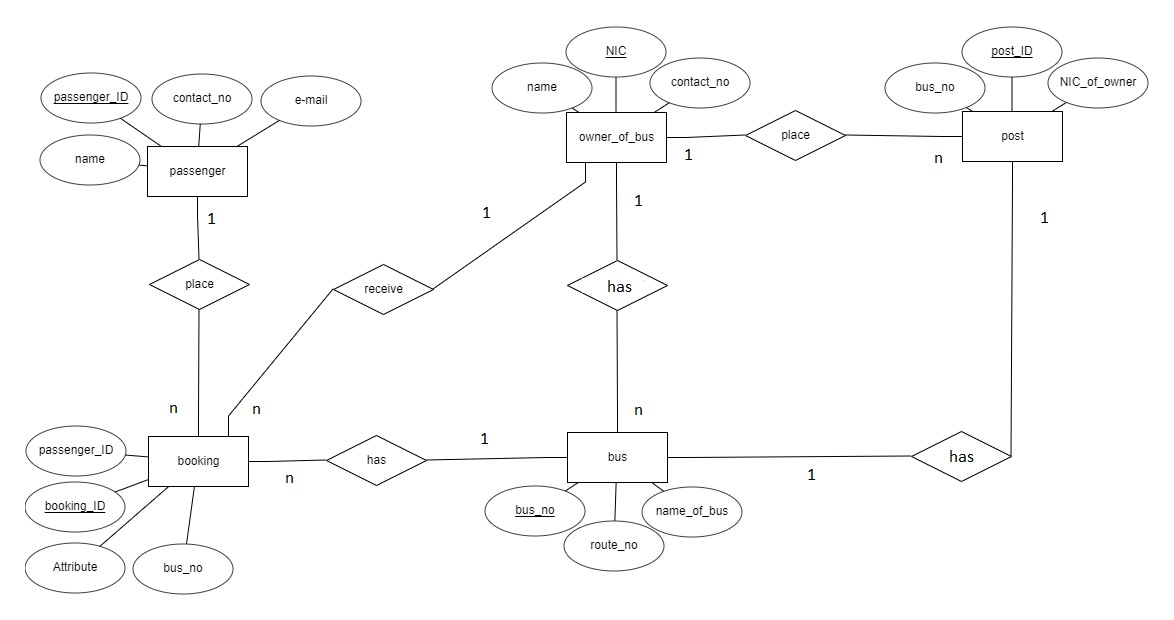 NIC
post_ID
name
contact_no
bus_no
NIC_of_owner
passenger_ID
contact_no
e-mail
owner_of_bus
place
post
1
n
name
passenger
1
1
1
1
place
receive
has
n
n
n
passenger_ID
booking
has
1
bus
has
n
1
booking_ID
bus_no
name_of_bus
route_no
Attribute
bus_no